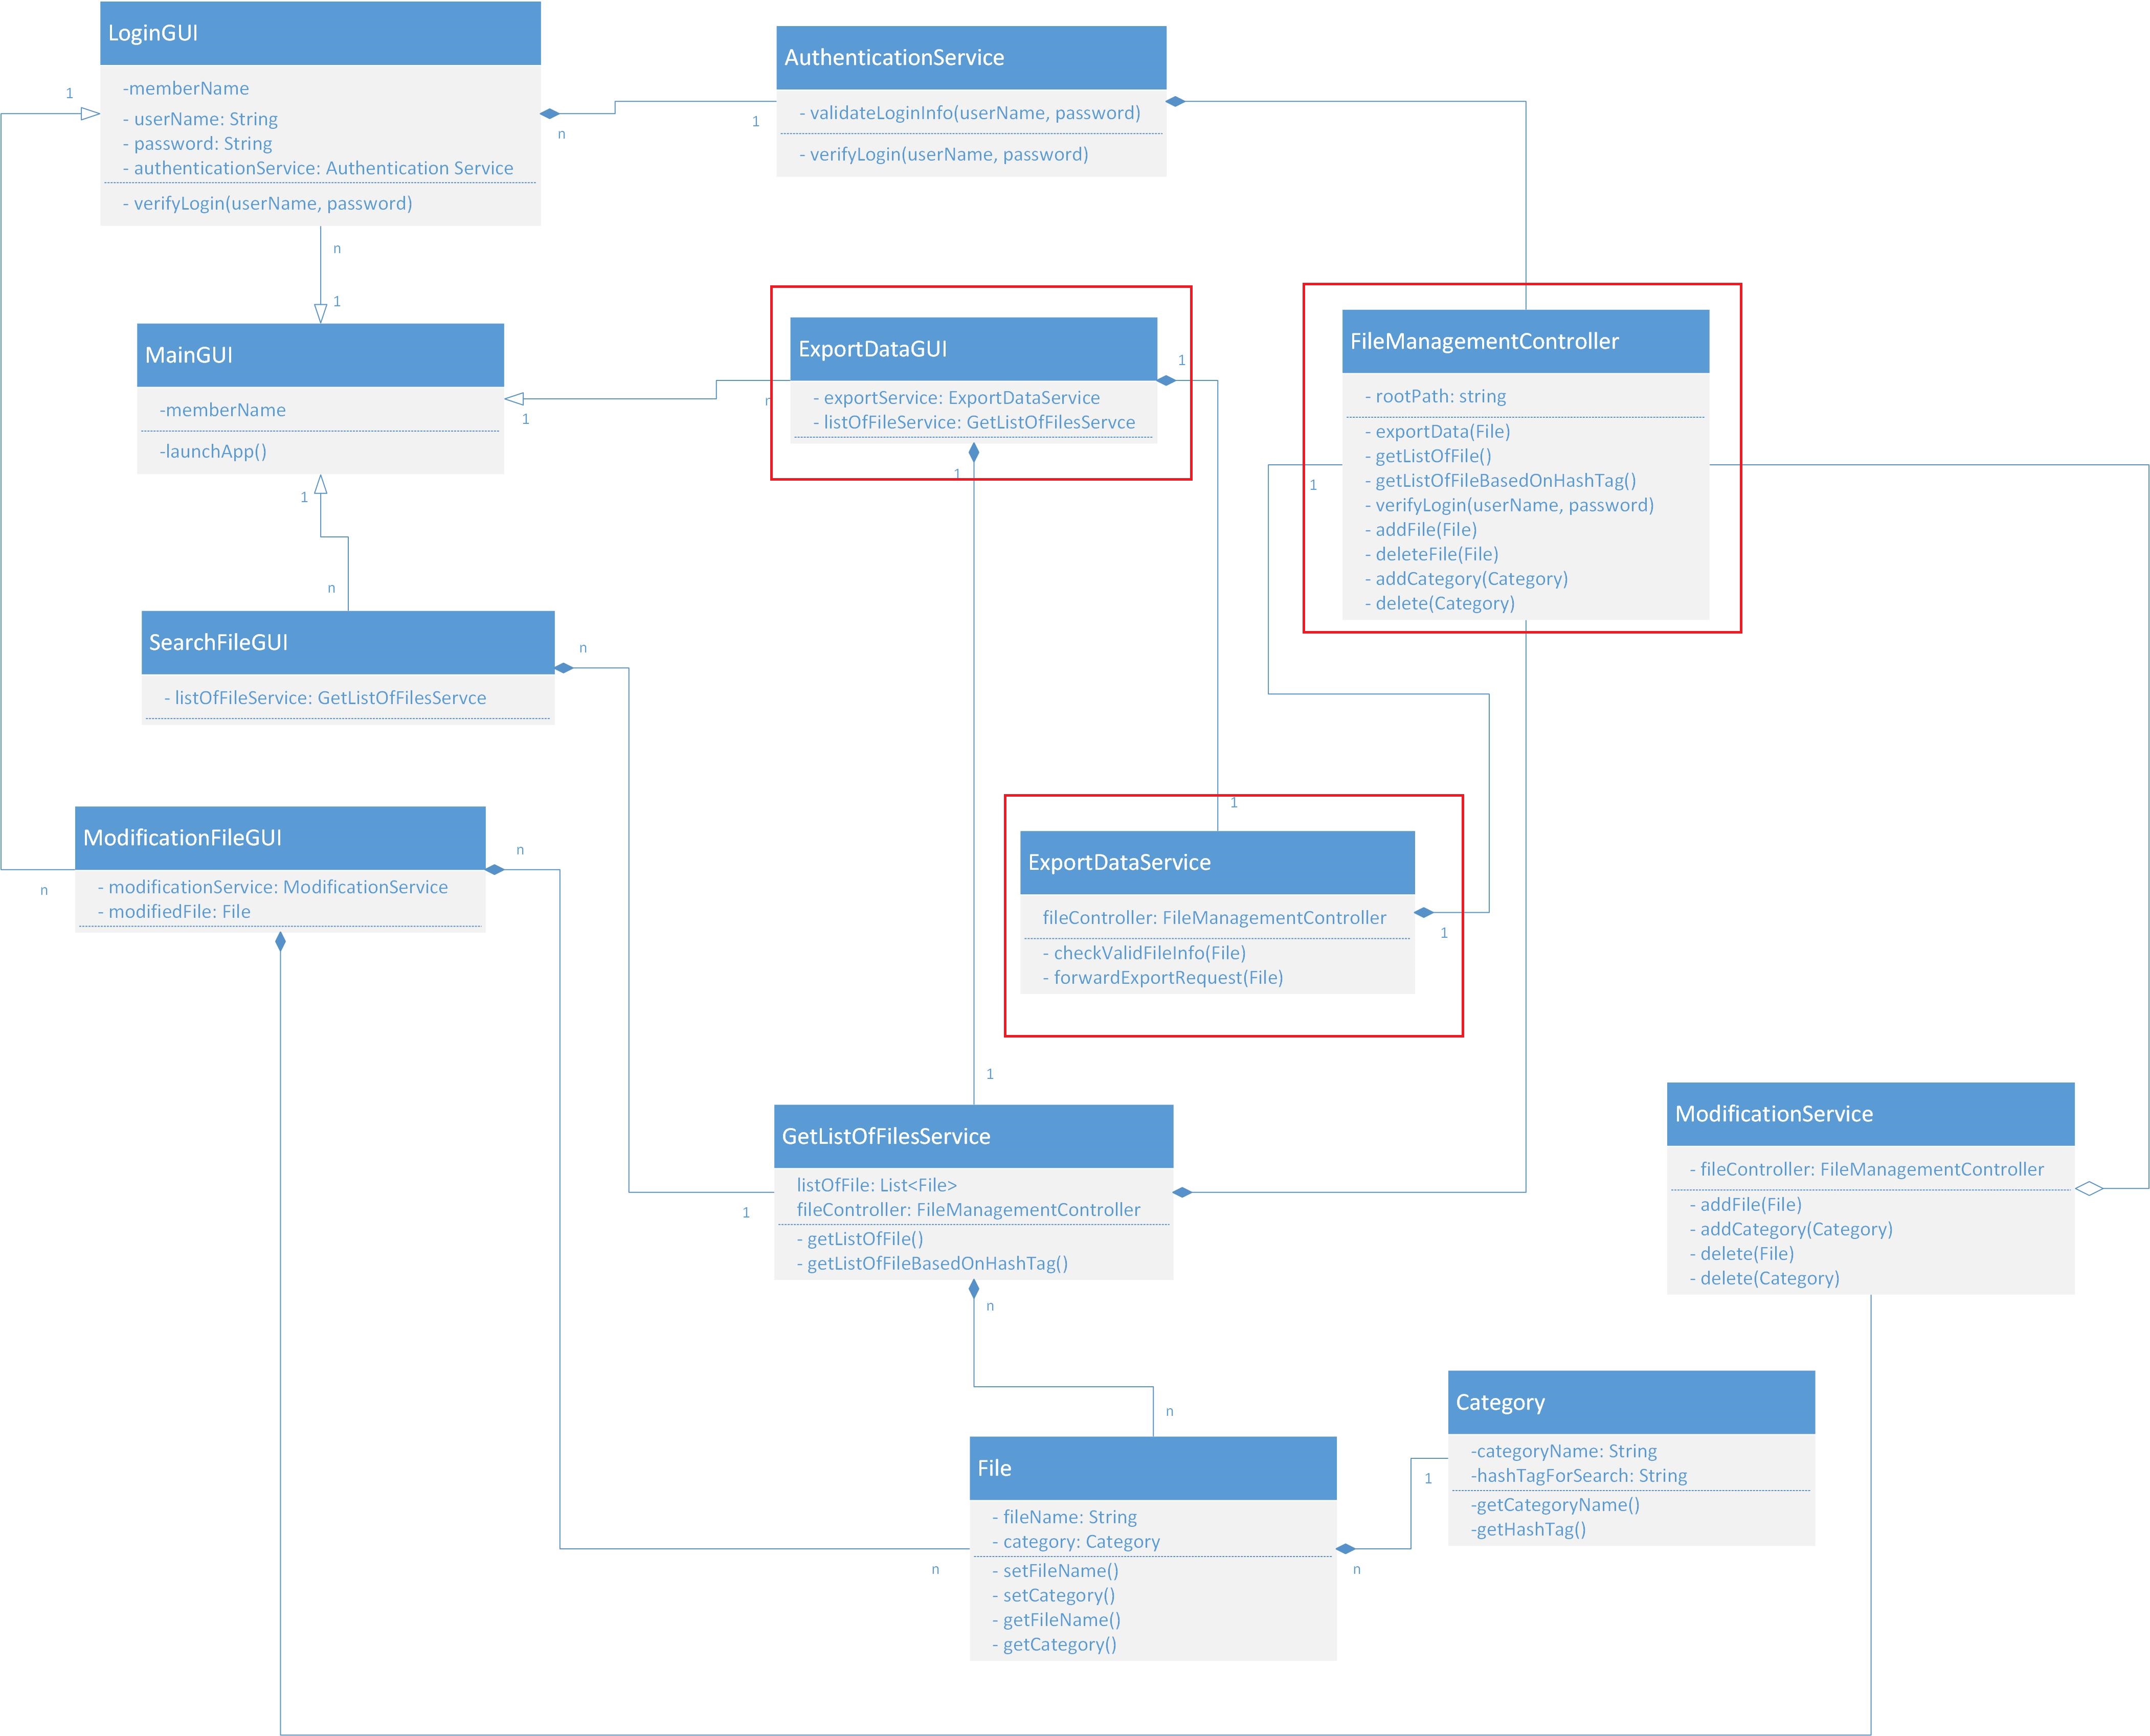 LoginGUI
-memberName
- userName: String
- password: String
- authenticationService: Authentication Service
- verifyLogin(userName, password)
1
n
1
n
1
AuthenticationService
- validateLoginInfo(userName, password)
- verifyLogin(userName, password)
MainGUI
-memberName
-launchApp()
1
n
1
n
ExportDataGUI
- exportService: ExportDataService
- listOfFileService: GetListOfFilesServce
1
1
FileManagementController
- rootPath: string
- exportData(File)
- getListOfFile()
- getListOfFileBasedOnHashTag()
- verifyLogin(userName, password)
- addFile(File)
- deleteFile(File)
- addCategory(Category)
- delete(Category)
1
n
SearchFileGUI
- listOfFileService: GetListOfFilesServce
n
ModificationFileGUI
- modificationService: ModificationService
- modifiedFile: File
n
n
1
ExportDataService
fileController: FileManagementController
- checkValidFileInfo(File)
- forwardExportRequest(File)
1
1
GetListOfFilesService
listOfFile: List<File>
fileController: FileManagementController
- getListOfFile()
- getListOfFileBasedOnHashTag()
1
n
ModificationService
- fileController: FileManagementController
- addFile(File)
- addCategory(Category)
- delete(File)
- delete(Category)
n
File
- fileName: String
- category: Category
- setFileName()
- setCategory()
- getFileName()
- getCategory()
n
n
1
Category
-categoryName: String
-hashTagForSearch: String
-getCategoryName()
-getHashTag()